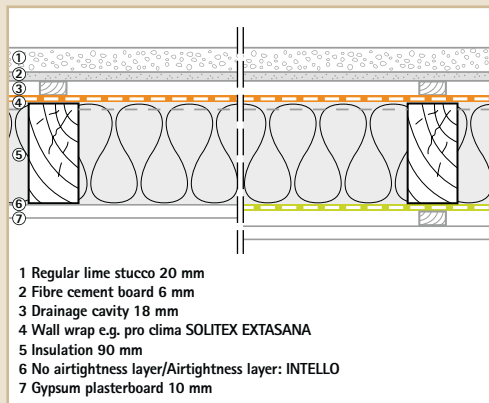 ①
②
③
④
⑤
⑥
⑦
1 Regular lime stucco 20 mm
2 Fibre cement board 6 mm
3 Drainage cavity 18 mm
4 Wall wrap e.g. pro clima SOLITEX EXTASANA
5 Insulation 90 mm
6 No airtightness layer/Airtightness layer: INTELLO
7 Gypsum plasterboard 10 mm